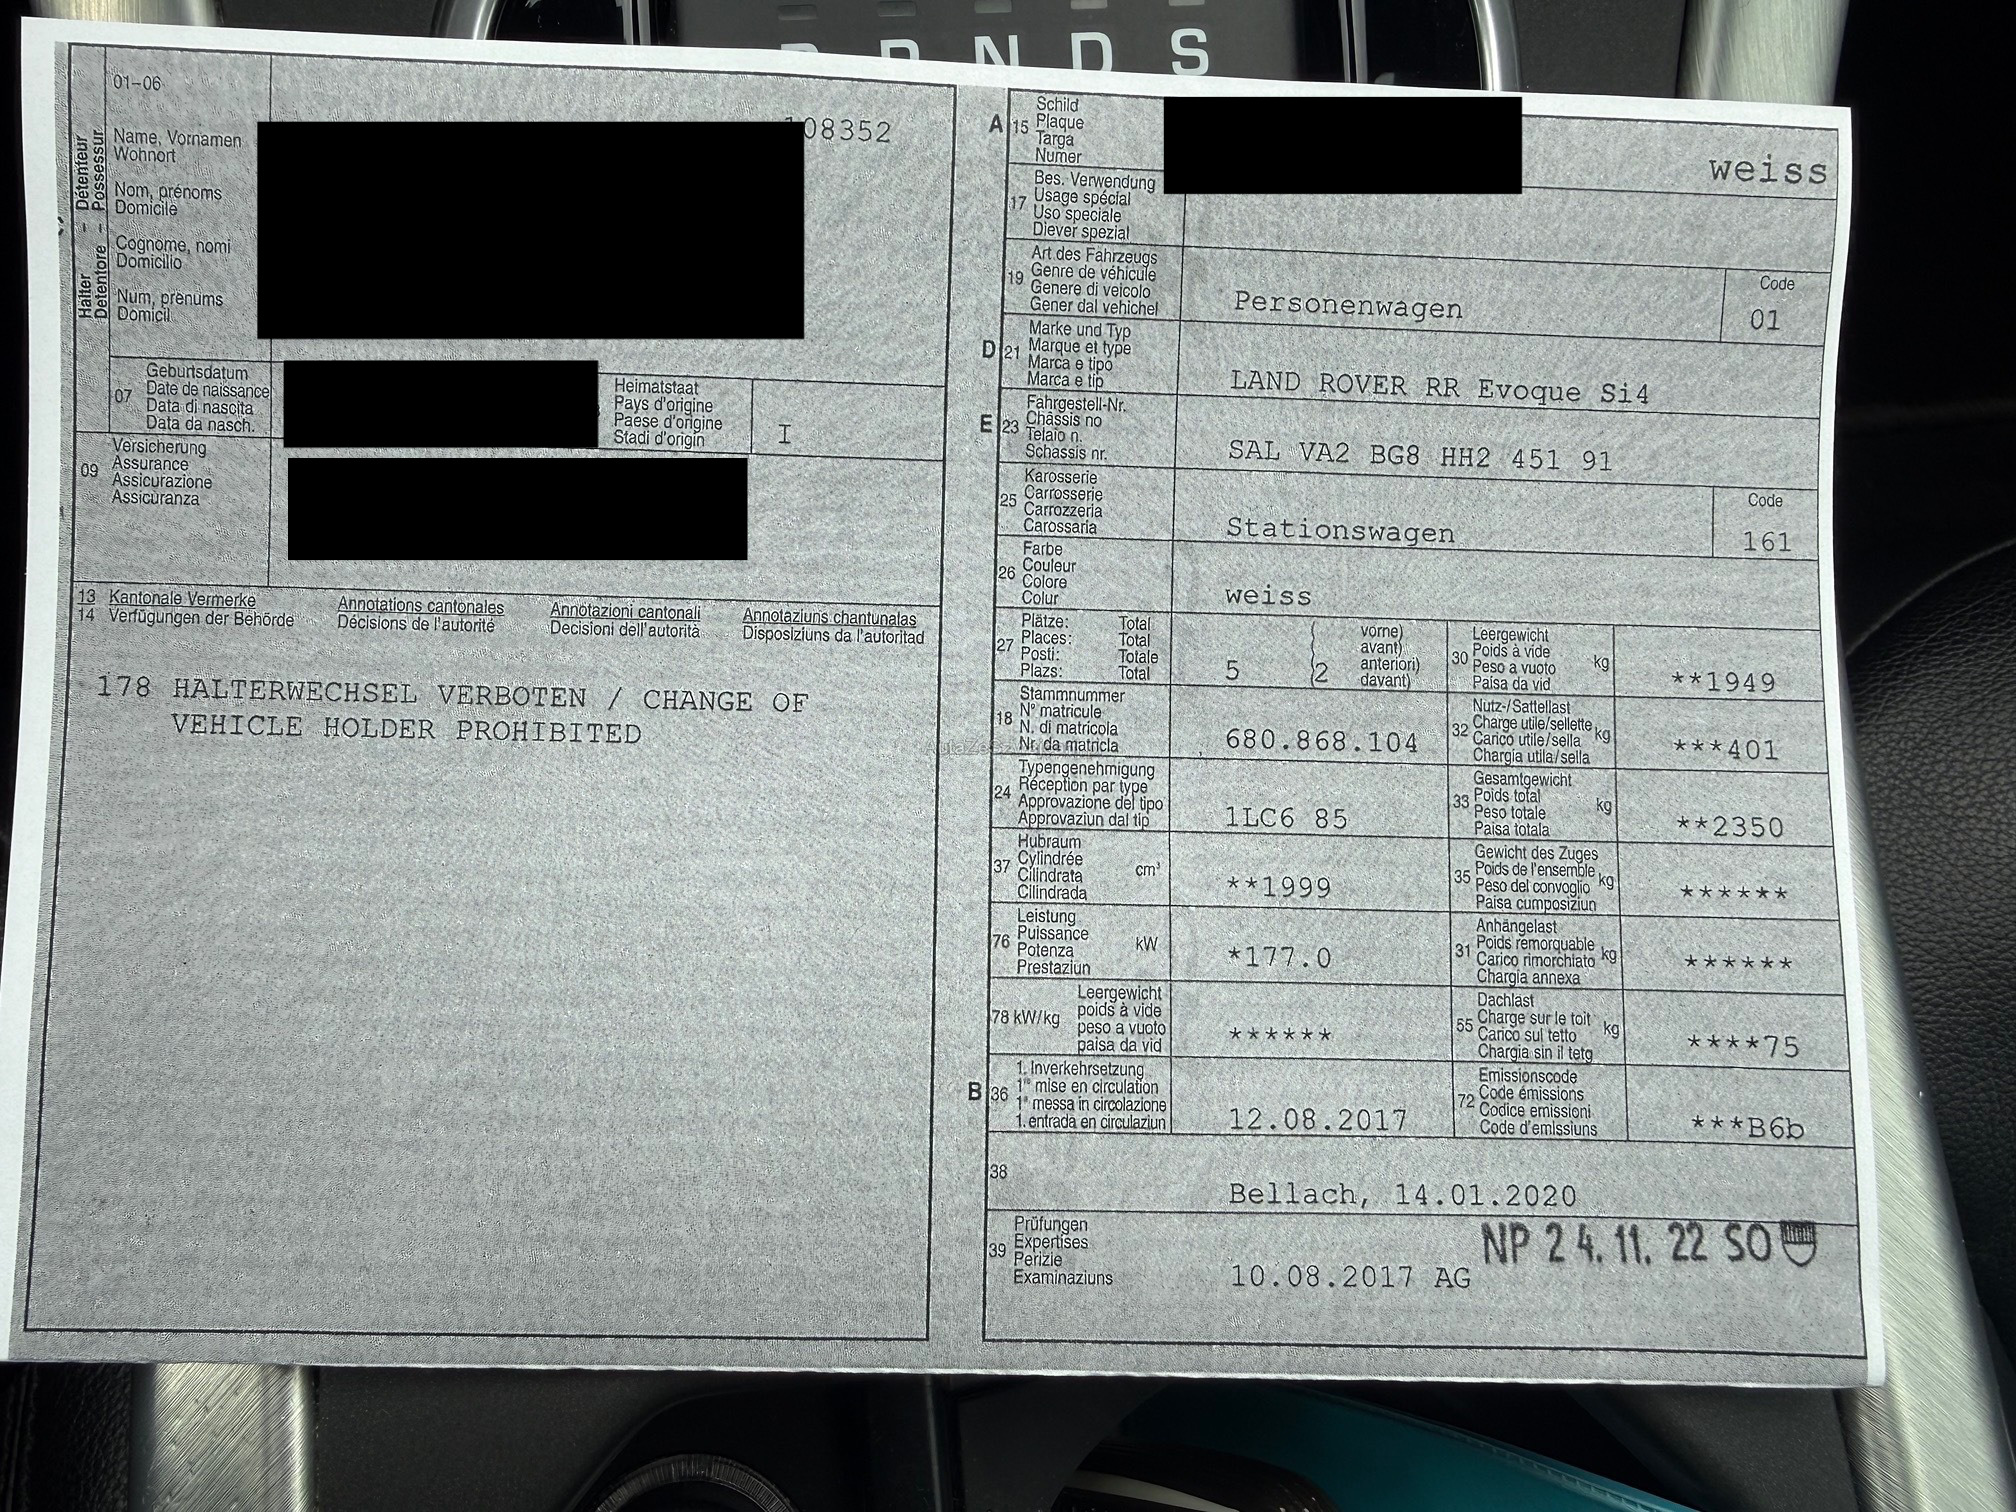 R N D S
01-06
108352
Halter - Détenteur
Detentore - Possessur
Name, Vornamen
Wohnort
Nom, prénoms
Domicile
Cognome, nomi
Domicilio
Num, prenums
Domicil
07
Geburtsdatum
Date de naissance
Data di nascita
Data da nasch.
Heimatstaat
Pays d'origine
Paese d'origine
Stadi d'origin
I
09
Versicherung
Assurance
Assicurazione
Assicuranza
13 Kantonale Vermerke Annotations cantonales Annotazioni cantonali Annotaziuns chantunalas
14 Verfügungen der Behörde Décisions de l'autorité Decisioni dell'autorità Disposiziuns da l'autoritad
178 HALTERWECHSEL VERBOTEN / CHANGE OF
VEHICLE HOLDER PROHIBITED
A 15
Schild
Plaque
Targa
Numer
weiss
17
Bes. Verwendung
Usage spécial
Uso speciale
Diever spezial
19
Art des Fahrzeugs
Genre de véhicule
Genere di veicolo
Gener dal vehichel
Personenwagen
Code
01
D 21
Marke und Typ
Marque et type
Marca e tipo
Marca e tip
LAND ROVER RR Evoque Si4
E 23
Fahrgestell-Nr.
Châssis no
Telaio n.
Schassis nr.
SAL VA2 BG8 HH2 451 91
25
Karosserie
Carrosserie
Carrozzeria
Carossaria
Stationswagen
Code
161
26
Farbe
Couleur
Colore
Colur
weiss
27
Plätze: Total
Places: Total
Posti: Totale
Plazs: Total
5 (2
vorne)
avant)
anteriori)
davant)
30
Leergewicht
Poids à vide
Peso a vuoto
Paisa da vid
kg
**1949
18
Stammnummer
N° matricule
N. di matricola
Nr. da matricla
680.868.104
32
Nutz-/Sattellast
Charge utile/sellette
Carico utile/sella
Chargia utila/sella
kg
***401
24
Typengenehmigung
Réception par type
Approvazione del tipo
Approvaziun dal tip
1LC6 85
33
Gesamtgewicht
Poids total
Peso totale
Paisa totala
kg
**2350
37
Hubraum
Cylindrée
Cilindrata
Cilindrada
cm³
**1999
35
Gewicht des Zuges
Poids de l'ensemble
Peso del convoglio
Paisa cumposiziun
kg
******
76
Leistung
Puissance
Potenza
Prestaziun
kW
*177.0
31
Anhängelast
Poids remorquable
Carico rimorchiato
Chargia annexa
kg
******
78 kW/kg
Leergewicht
poids à vide
peso a vuoto
paisa da vid
******
55
Dachlast
Charge sur le toit
Carico sul tetto
Chargia sin il tetg
kg
****75
B 36
1. Inverkehrsetzung
1re mise en circulation
1a messa in circolazione
1. entrada en circulaziun
12.08.2017
72
Emissionscode
Code émissions
Codice emissioni
Code d'emissiuns
***B6b
38
Bellach, 14.01.2020
39
Prüfungen
Expertises
Perizie
Examinaziuns
10.08.2017 AG
NP 24.11.22 SO